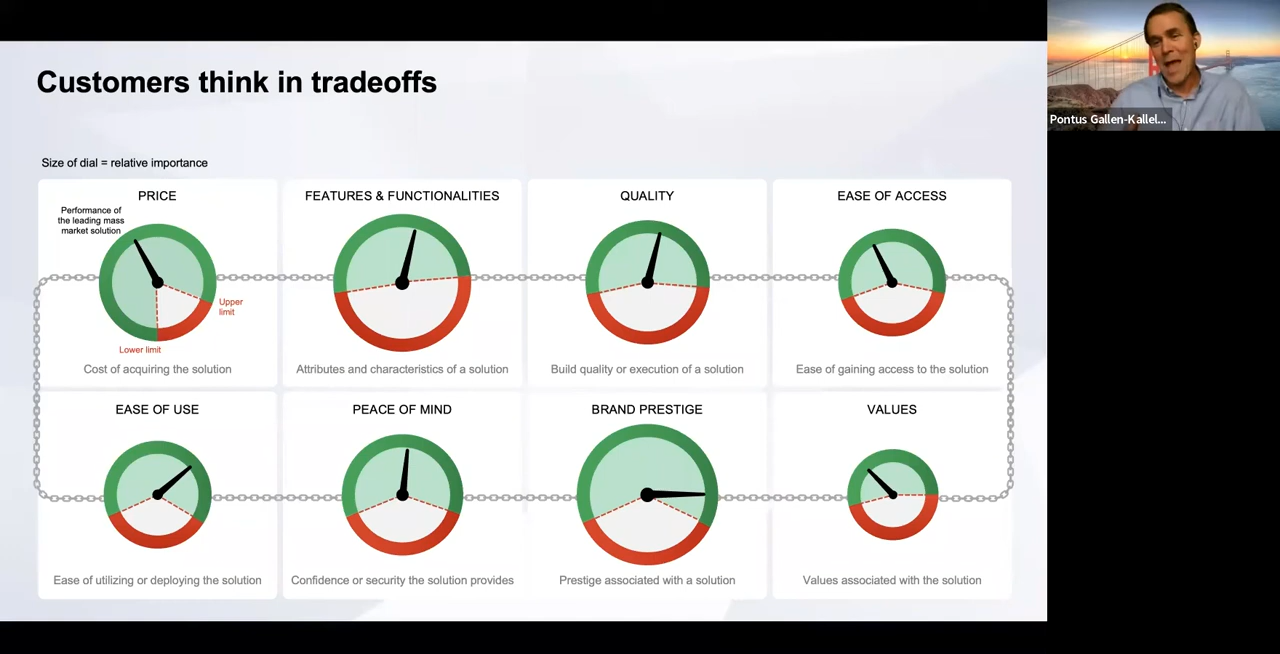 Customers think in tradeoffs
Size of dial = relative importance
PRICE
Performance of
the leading mass
market solution
Upper
limit
Lower limit
Cost of acquiring the solution
FEATURES & FUNCTIONALITIES
Attributes and characteristics of a solution
QUALITY
Build quality or execution of a solution
EASE OF ACCESS
Ease of gaining access to the solution
EASE OF USE
Ease of utilizing or deploying the solution
PEACE OF MIND
Confidence or security the solution provides
BRAND PRESTIGE
Prestige associated with a solution
VALUES
Values associated with the solution
Pontus Gallen-Kallel...